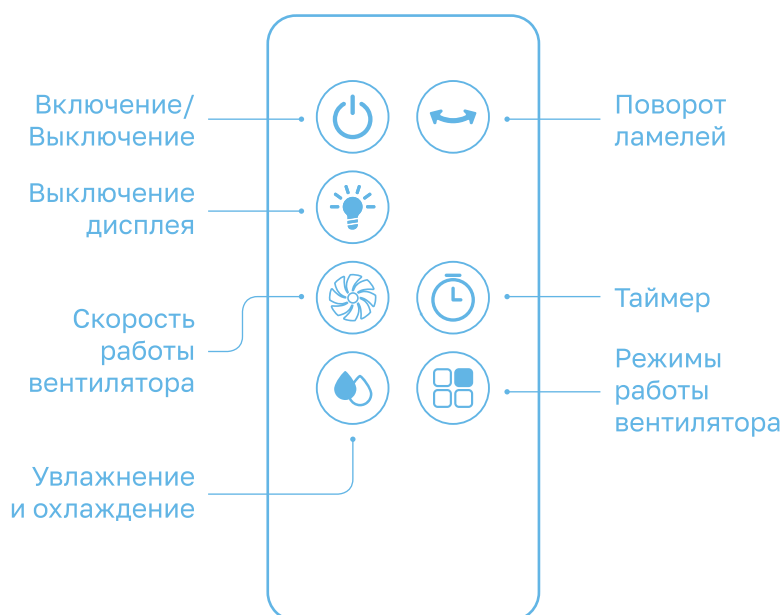 Включение/
Выключение
Поворот
ламелей
Выключение
дисплея
Скорость
работы
вентилятора
Таймер
Режимы
работы
вентилятора
Увлажнение
и охлаждение